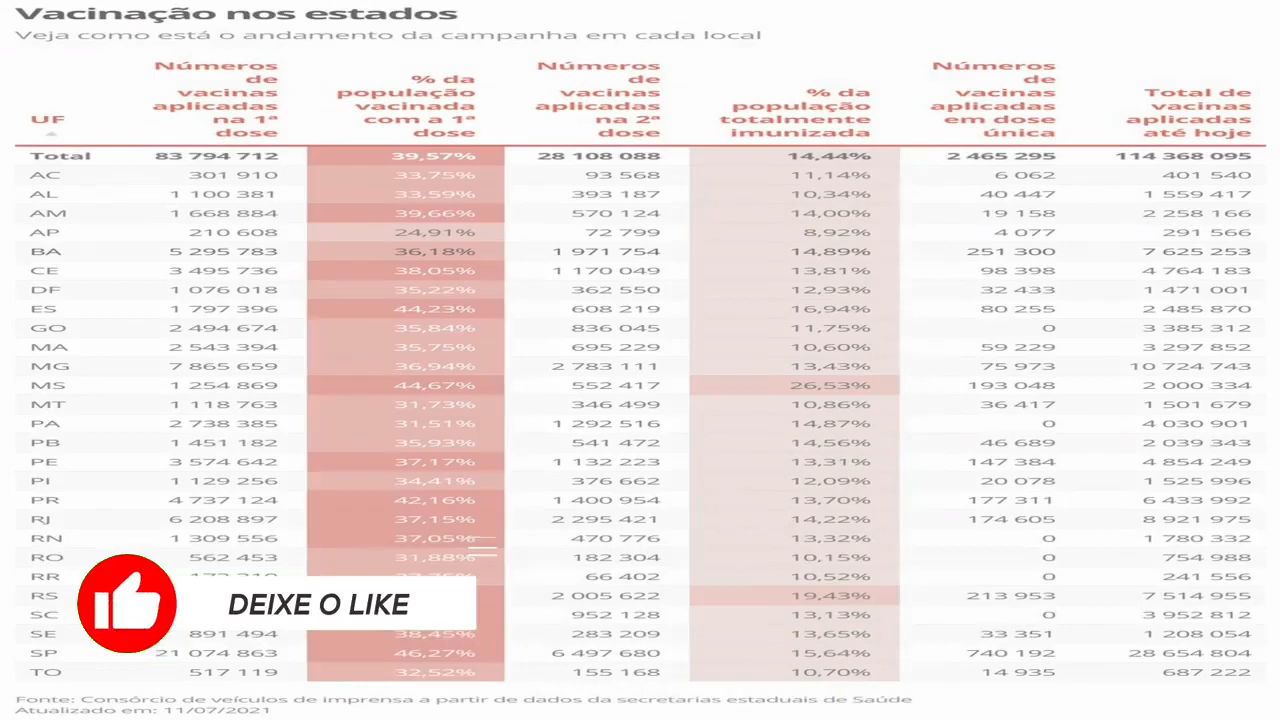 Vacinação nos estados
Veja como está o andamento da campanha em cada local
UF Números de vacinas aplicadas na 1ª dose % da população vacinada com a 1ª dose Números de vacinas aplicadas na 2ª dose % da população totalmente imunizada Números de vacinas aplicadas em dose única Total de vacinas aplicadas até hoje
Total 83 794 712 39,57% 28 108 088 14,44% 2 465 295 114 368 095
AC 301 910 33,75% 93 568 11,14% 6 062 401 540
AL 1 100 381 33,59% 393 187 10,34% 40 447 1 559 417
AM 1 668 884 39,66% 570 124 14,00% 19 158 2 258 166
AP 210 608 24,91% 72 799 8,92% 4 077 291 566
BA 5 295 783 36,18% 1 971 754 14,89% 251 300 7 625 253
CE 3 495 736 38,05% 1 170 049 13,81% 98 398 4 764 183
DF 1 076 018 35,22% 362 550 12,93% 32 433 1 471 001
ES 1 797 396 44,23% 608 219 16,94% 80 255 2 485 870
GO 2 494 674 35,84% 836 045 11,75% 0 3 385 312
MA 2 543 394 35,75% 695 229 10,60% 59 229 3 297 852
MG 7 865 659 36,94% 2 783 111 13,43% 75 973 10 724 743
MS 1 254 869 44,67% 552 417 26,53% 193 048 2 000 334
MT 1 118 763 31,73% 346 499 10,86% 36 417 1 501 679
PA 2 738 385 31,51% 1 292 516 14,87% 0 4 030 901
PB 1 451 182 35,93% 541 472 14,56% 46 689 2 039 343
PE 3 574 642 37,17% 1 132 223 13,31% 147 384 4 854 249
PI 1 129 256 34,41% 376 662 12,09% 20 078 1 525 996
PR 4 737 124 42,16% 1 400 954 13,70% 177 311 6 433 992
RJ 6 208 897 37,15% 2 295 421 14,22% 174 605 8 921 975
RN 1 309 556 37,05% 470 776 13,32% 0 1 780 332
RO 562 453 31,88% 182 304 10,15% 0 754 988
RR 66 402 10,52% 0 241 556
RS 2 005 622 19,43% 213 953 7 514 955
DEIXE O LIKE
SC 952 128 13,13% 0 3 952 812
SE 891 494 38,45% 283 209 13,65% 33 351 1 208 054
SP 21 074 863 46,27% 6 497 680 15,64% 740 192 28 654 804
TO 517 119 32,52% 155 168 10,70% 14 935 687 222
Fonte: Consórcio de veículos de imprensa a partir de dados da secretarias estaduais de Saúde
Atualizado em: 11/07/2021